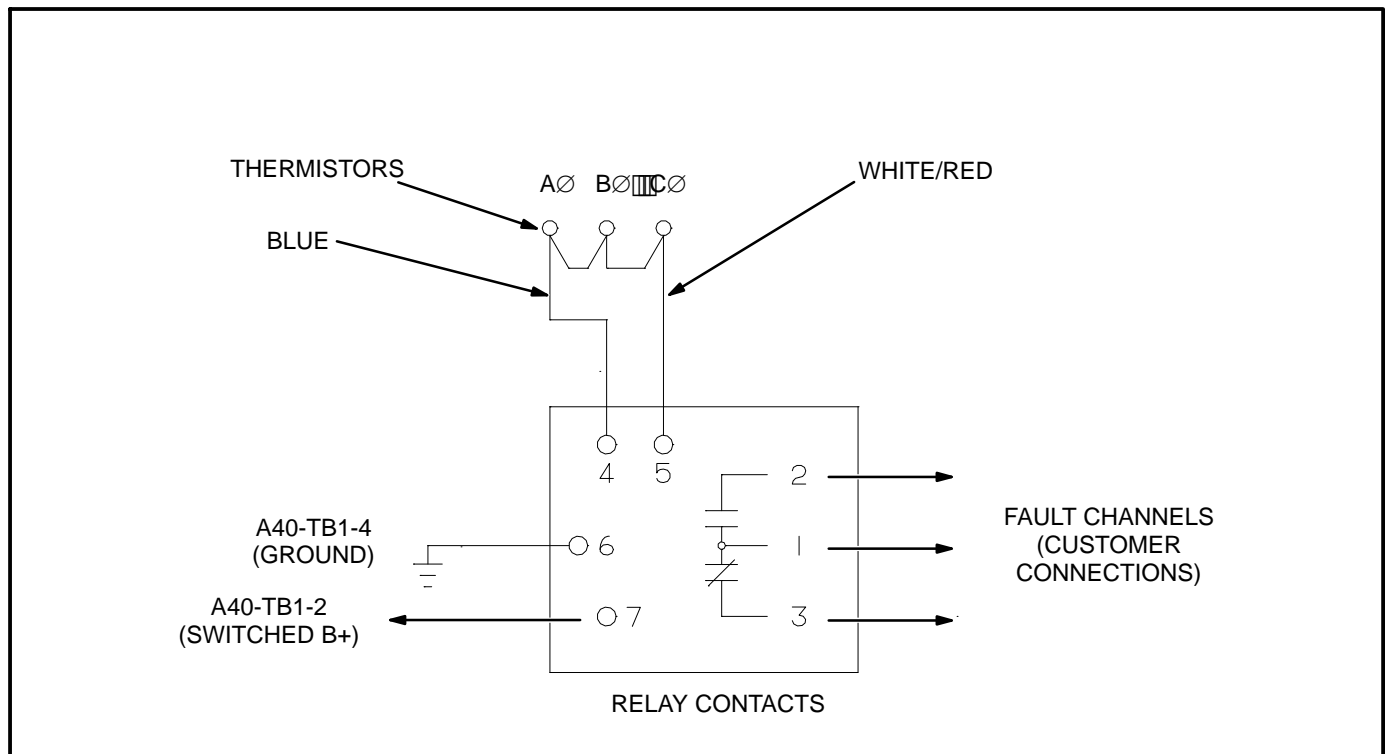 THERMISTORS
AØ BØ CØ
WHITE/RED
BLUE
4 5
2
A40-TB1-4
(GROUND)
6
1
FAULT CHANNELS
(CUSTOMER
CONNECTIONS)
A40-TB1-2
(SWITCHED B+)
7
3
RELAY CONTACTS